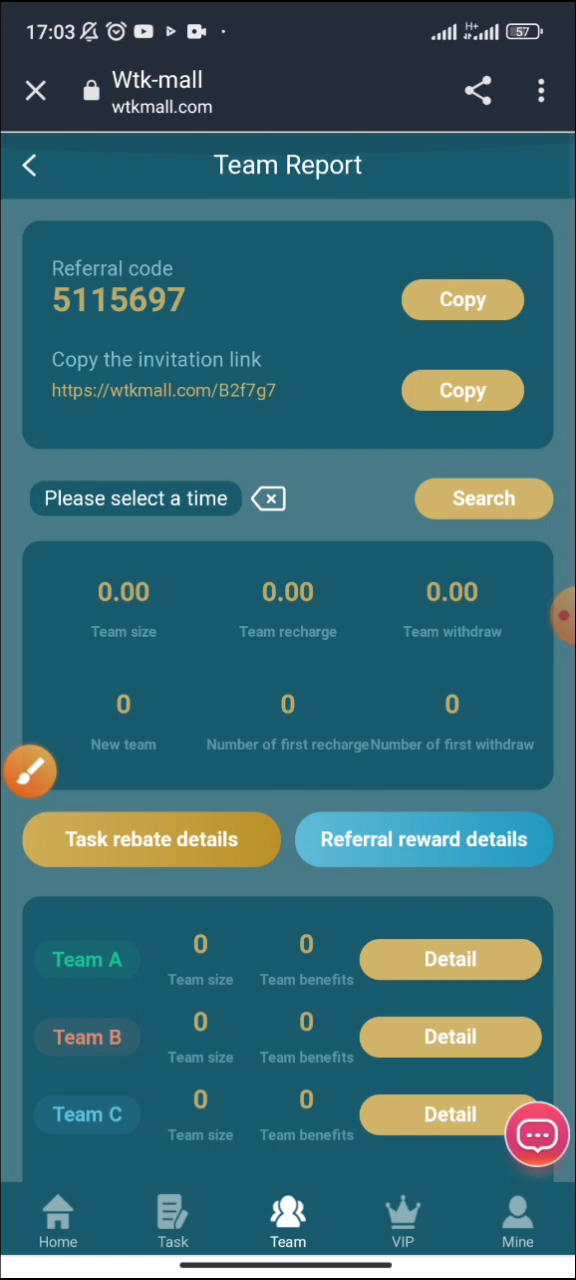 17:03
H+
57
Wtk-mall
wtkmall.com
Team Report
Referral code
5115697
Copy
Copy the invitation link
https://wtkmall.com/B2f7g7
Copy
Please select a time
Search
0.00 0.00 0.00
Team size Team recharge Team withdraw
0 0 0
New team Number of first recharge Number of first withdraw
Task rebate details Referral reward details
Team A 0 0 Detail
Team size Team benefits
Team B 0 0 Detail
Team size Team benefits
Team C 0 0 Detail
Team size Team benefits
Home Task Team VIP Mine